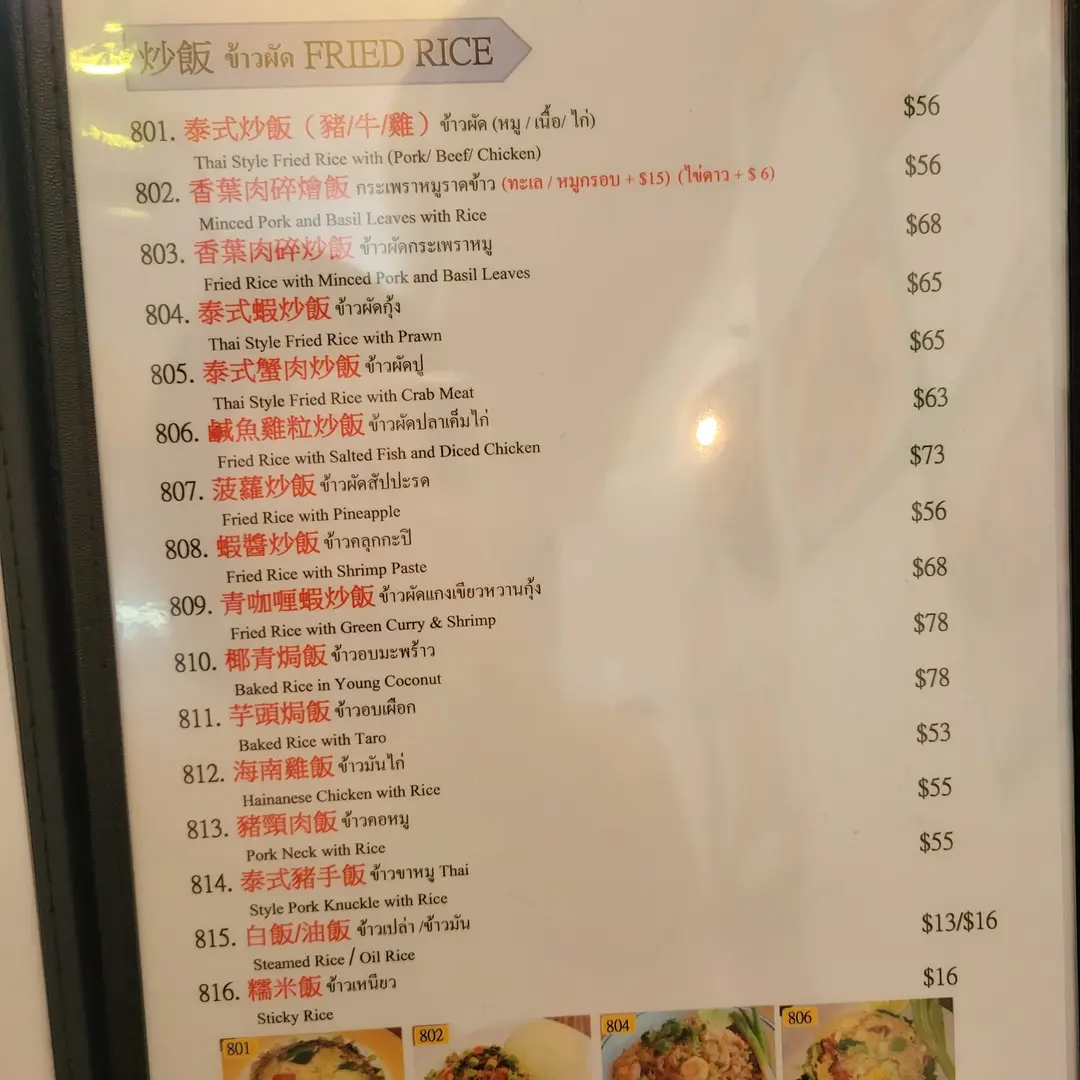 炒飯 ข้าวผัด FRIED RICE
801. 泰式炒飯（豬/牛/雞）ข้าวผัด (หมู / เนื้อ/ ไก่) $56
Thai Style Fried Rice with (Pork/ Beef/ Chicken)
802. 香葉肉碎燴飯 กระเพราหมูราดข้าว (ทะเล / หมูกรอบ + $15) (ไข่ดาว + $ 6) $56
Minced Pork and Basil Leaves with Rice
803. 香葉肉碎炒飯 ข้าวผัดกระเพราหมู $68
Fried Rice with Minced Pork and Basil Leaves
804. 泰式蝦炒飯 ข้าวผัดกุ้ง $65
Thai Style Fried Rice with Prawn
805. 泰式蟹肉炒飯 ข้าวผัดปู $65
Thai Style Fried Rice with Crab Meat
806. 鹹魚雞粒炒飯 ข้าวผัดปลาเค็มไก่ $63
Fried Rice with Salted Fish and Diced Chicken
807. 菠蘿炒飯 ข้าวผัดสัปปะรด $73
Fried Rice with Pineapple
808. 蝦醬炒飯 ข้าวคลุกกะปิ $56
Fried Rice with Shrimp Paste
809. 青咖喱蝦炒飯 ข้าวผัดแกงเขียวหวานกุ้ง $68
Fried Rice with Green Curry & Shrimp
810. 椰青焗飯 ข้าวอบมะพร้าว $78
Baked Rice in Young Coconut
811. 芋頭焗飯 ข้าวอบเผือก $78
Baked Rice with Taro
812. 海南雞飯 ข้าวมันไก่ $53
Hainanese Chicken with Rice
813. 豬頸肉飯 ข้าวคอหมู $55
Pork Neck with Rice
814. 泰式豬手飯 ข้าวขาหมู Thai $55
Style Pork Knuckle with Rice
815. 白飯/油飯 ข้าวเปล่า /ข้าวมัน $13/$16
Steamed Rice / Oil Rice
816. 糯米飯 ข้าวเหนียว $16
Sticky Rice
801 802 804 806